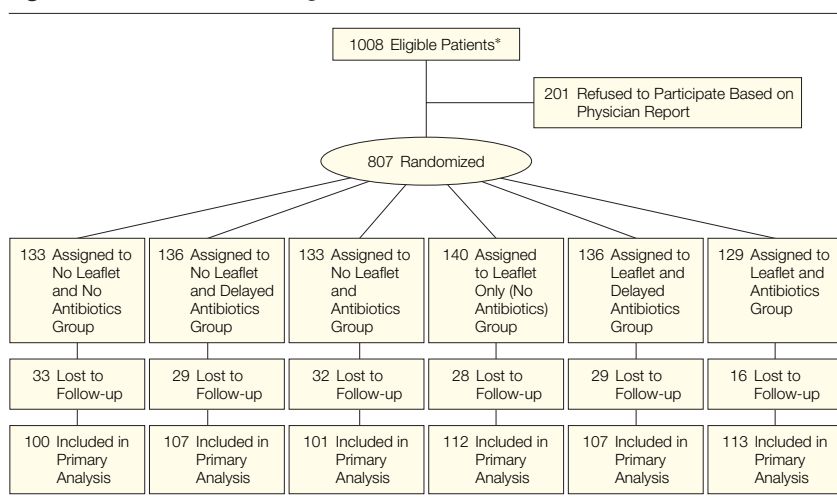 1008 Eligible Patients*
201 Refused to Participate Based on
Physician Report
807 Randomized
133 Assigned to
No Leaflet
and No
Antibiotics
Group
136 Assigned to
No Leaflet
and Delayed
Antibiotics
Group
133 Assigned to
No Leaflet
and
Antibiotics
Group
140 Assigned
to Leaflet
Only (No
Antibiotics)
Group
136 Assigned to
Leaflet and
Delayed
Antibiotics
Group
129 Assigned to
Leaflet and
Antibiotics
Group
33 Lost to
Follow-up
29 Lost to
Follow-up
32 Lost to
Follow-up
28 Lost to
Follow-up
29 Lost to
Follow-up
16 Lost to
Follow-up
100 Included in
Primary
Analysis
107 Included in
Primary
Analysis
101 Included in
Primary
Analysis
112 Included in
Primary
Analysis
107 Included in
Primary
Analysis
113 Included in
Primary
Analysis